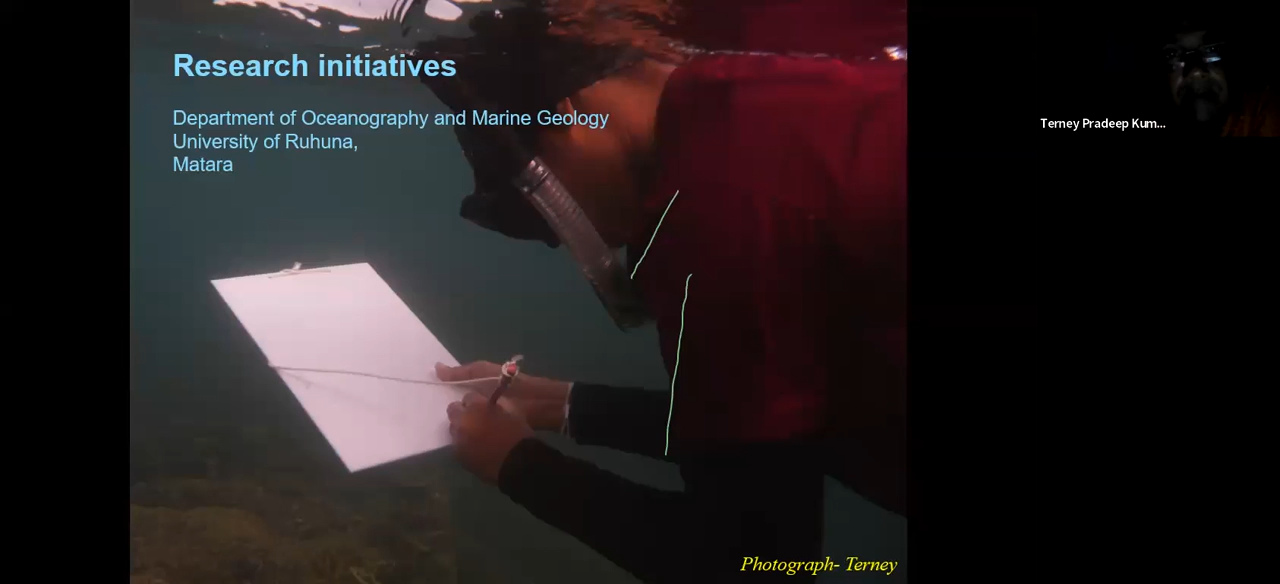 Research initiatives
Department of Oceanography and Marine Geology
University of Ruhuna,
Matara
Terney Pradeep Kum...
Photograph- Terney